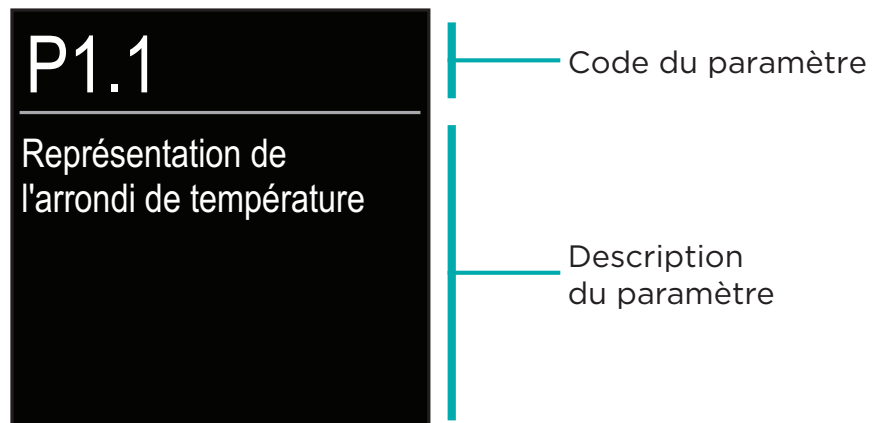 P1.1
Code du paramètre
Représentation de
l'arrondi de température
Description
du paramètre